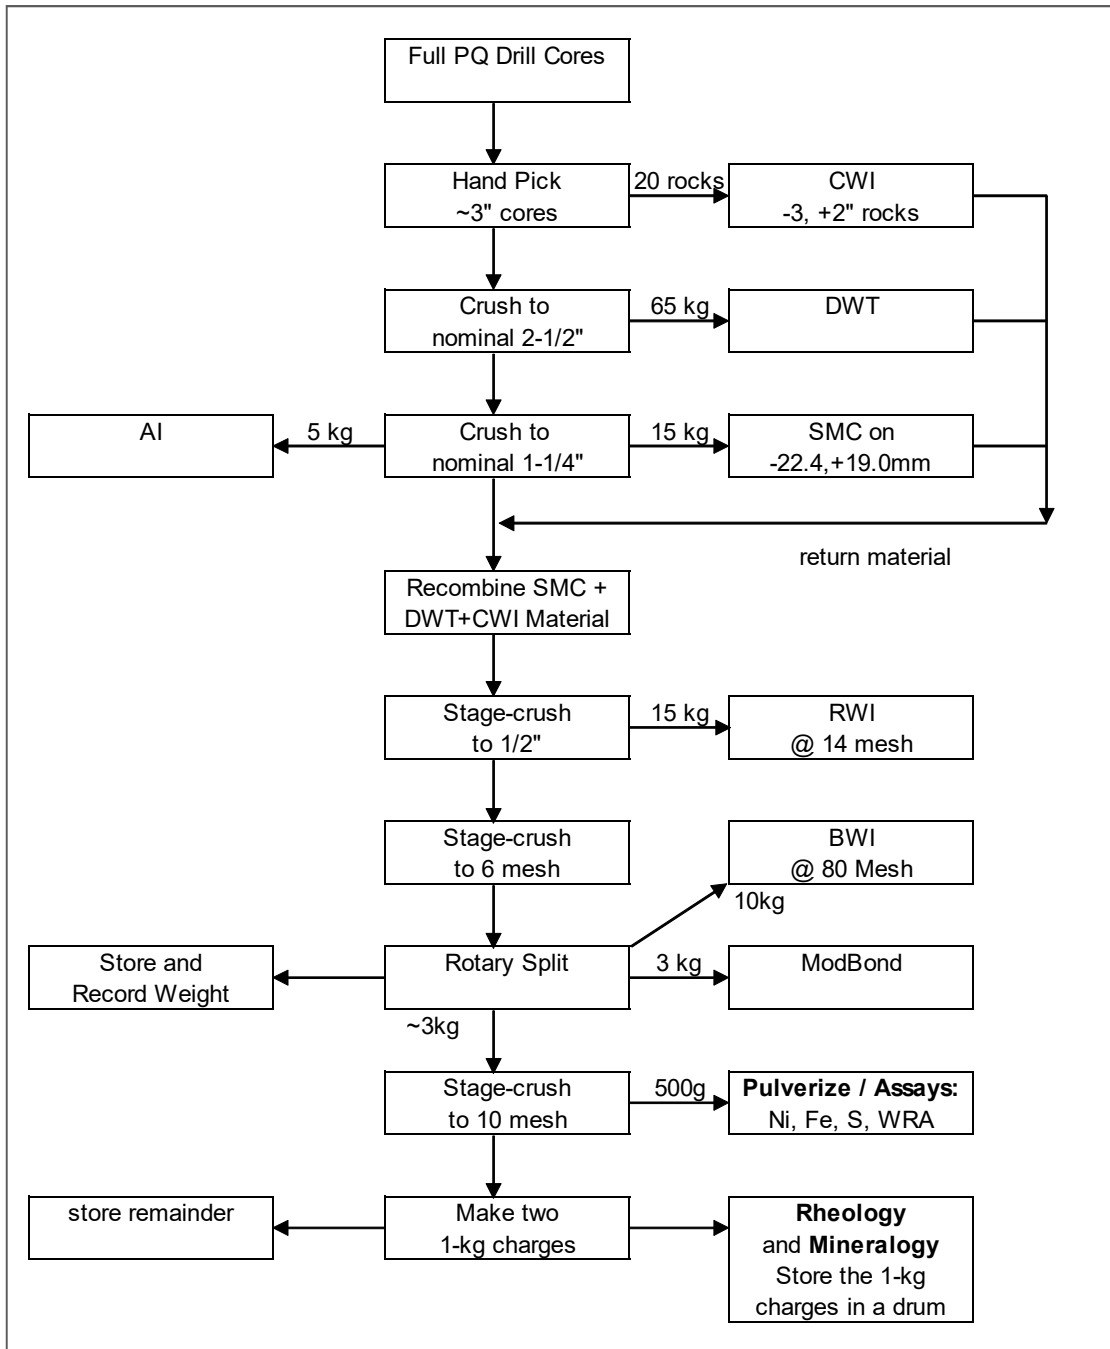 Full PQ Drill Cores
Hand Pick
~3" cores
20 rocks
CWI
-3, +2" rocks
Crush to
nominal 2-1/2"
65 kg
DWT
AI
5 kg
Crush to
nominal 1-1/4"
15 kg
SMC on
-22.4,+19.0mm
return material
Recombine SMC +
DWT+CWI Material
Stage-crush
to 1/2"
15 kg
RWI
@ 14 mesh
Stage-crush
to 6 mesh
BWI
@ 80 Mesh
10kg
Store and
Record Weight
Rotary Split
3 kg
ModBond
~3kg
Stage-crush
to 10 mesh
500g
Pulverize / Assays:
Ni, Fe, S, WRA
store remainder
Make two
1-kg charges
Rheology
and Mineralogy
Store the 1-kg
charges in a drum